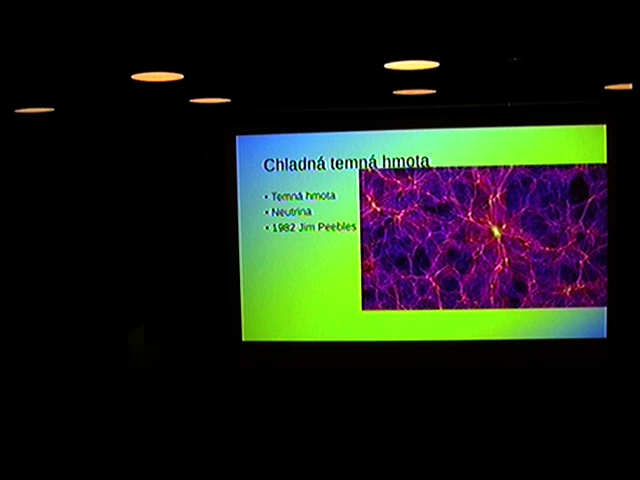 Chladná temná hmota
• Temná hmota
• Neutrina
• 1982 Jim Peebles